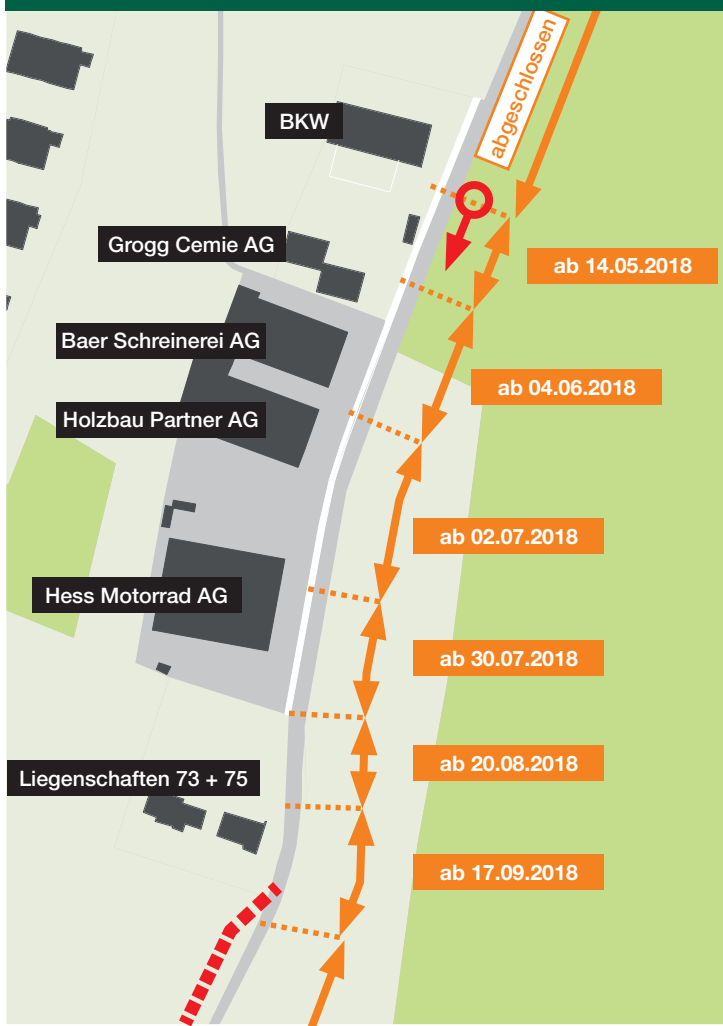 abgeschlossen
BKW
Grogg Cemie AG
ab 14.05.2018
Baer Schreinerei AG
ab 04.06.2018
Holzbau Partner AG
ab 02.07.2018
Hess Motorrad AG
ab 30.07.2018
ab 20.08.2018
Liegenschaften 73 + 75
ab 17.09.2018